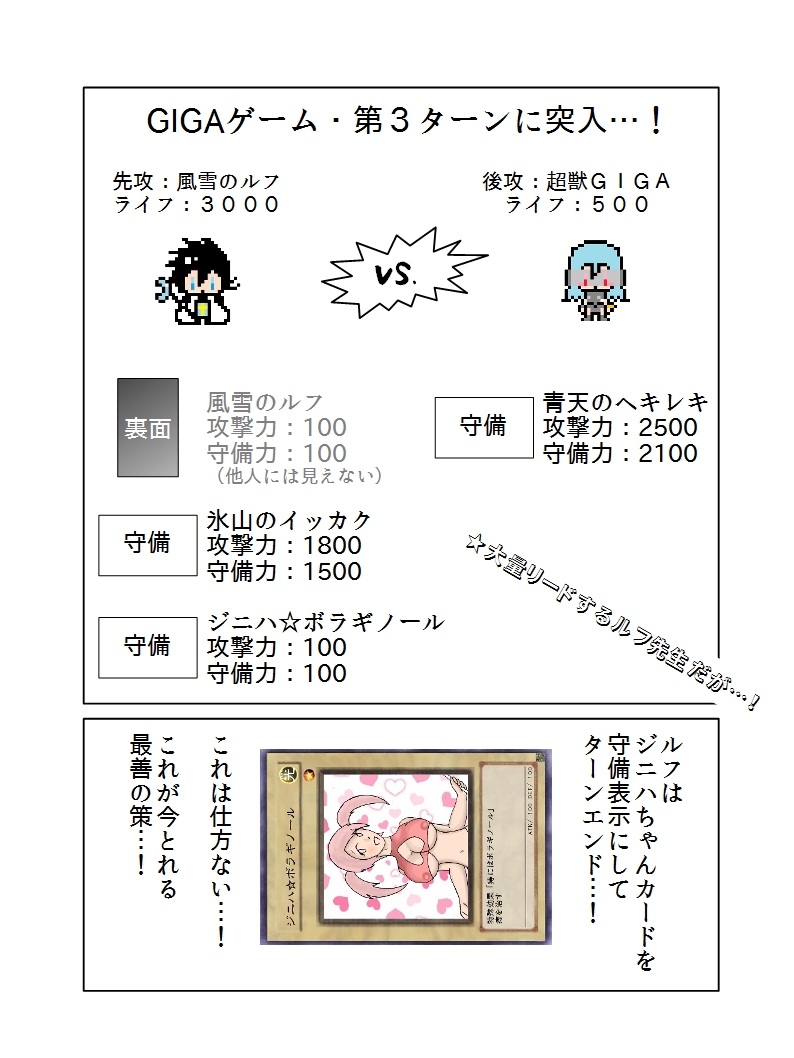 GIGAゲーム・第３ターンに突入…！
先攻：風雪のルフ
ライフ：３０００
後攻：超獣ＧＩＧＡ
ライフ：５００
vs.
裏面
風雪のルフ
攻撃力：100
守備力：100
（他人には見えない）
守備
青天のヘキレキ
攻撃力：2500
守備力：2100
守備
氷山のイッカク
攻撃力：1800
守備力：1500
守備
ジニハ☆ボラギノール
攻撃力：100
守備力：100
☆大量リードするルフ先生だが…！
ルフは
ジニハちゃんカードを
守備表示にして
ターンエンド…！
ジニハ☆ボラギノール
ATK/ 100 DEF/ 100
これは仕方ない…！
これが今とれる
最善の策…！